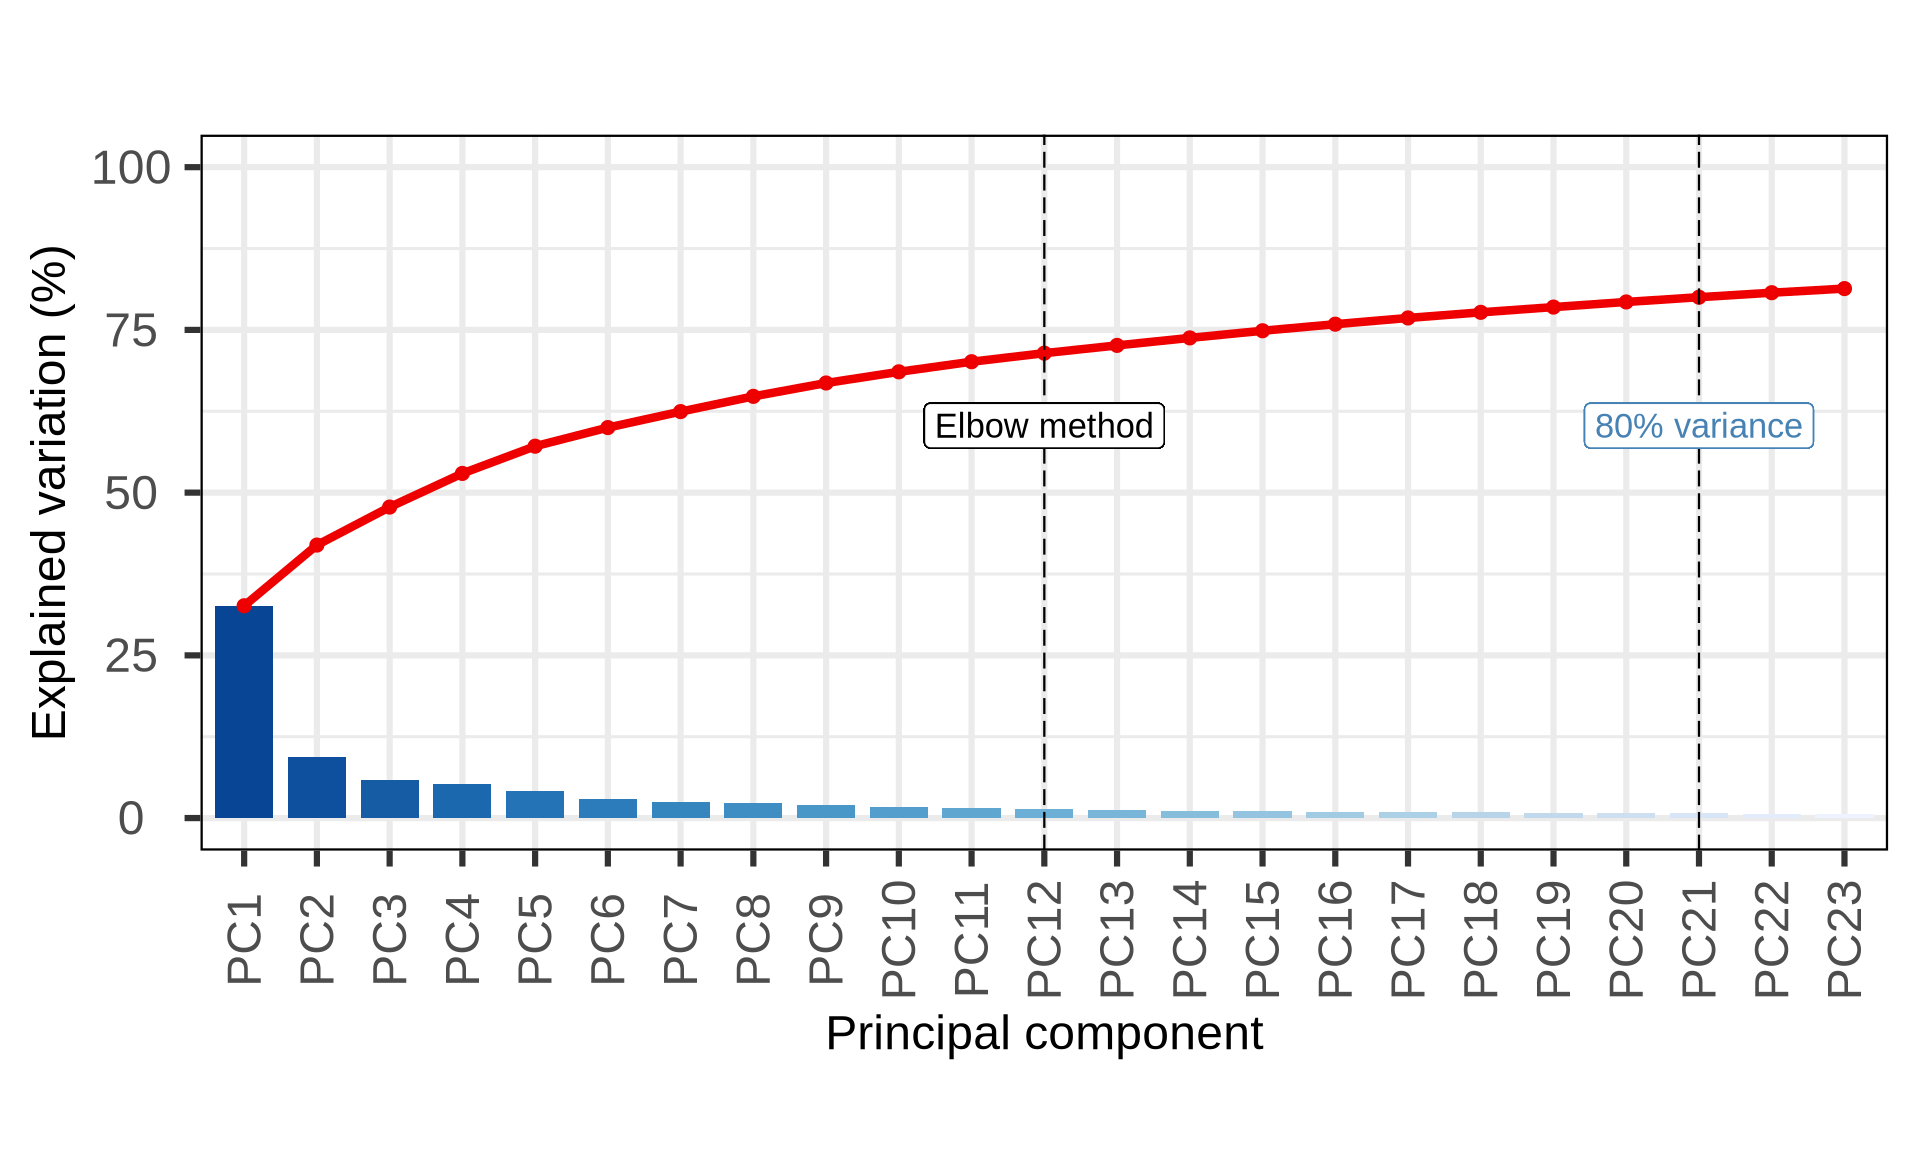 Explained variation (%)
100
75
50
25
0
Elbow method
80% variance
PC1
PC2
PC3
PC4
PC5
PC6
PC7
PC8
PC9
PC10
PC11
PC12
PC13
PC14
PC15
PC16
PC17
PC18
PC19
PC20
PC21
PC22
PC23
Principal component